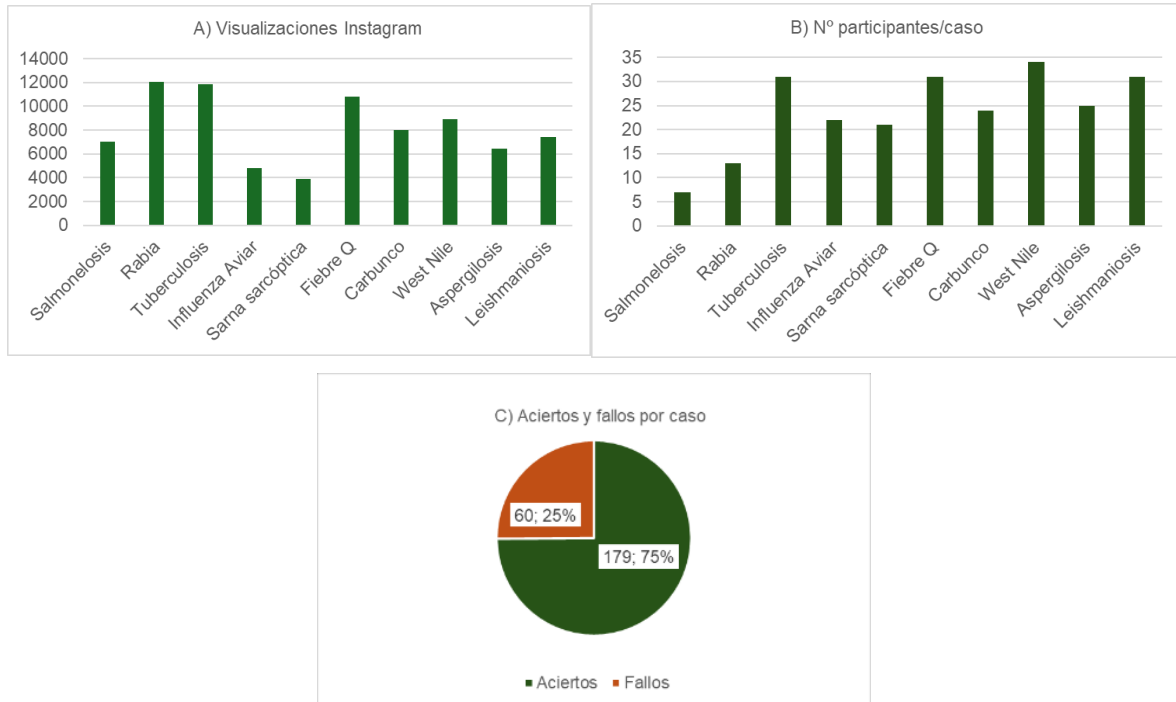 A) Visualizaciones Instagram
14000
12000
10000
8000
6000
4000
2000
0
Salmonelosis
Rabia
Tuberculosis
Influenza Aviar
Sarna sarcóptica
Fiebre Q
Carbunco
West Nile
Aspergilosis
Leishmaniosis
B) Nº participantes/caso
35
30
25
20
15
10
5
0
Salmonelosis
Rabia
Tuberculosis
Influenza Aviar
Sarna sarcóptica
Fiebre Q
Carbunco
West Nile
Aspergilosis
Leishmaniosis
C) Aciertos y fallos por caso
60; 25%
179; 75%
Aciertos Fallos